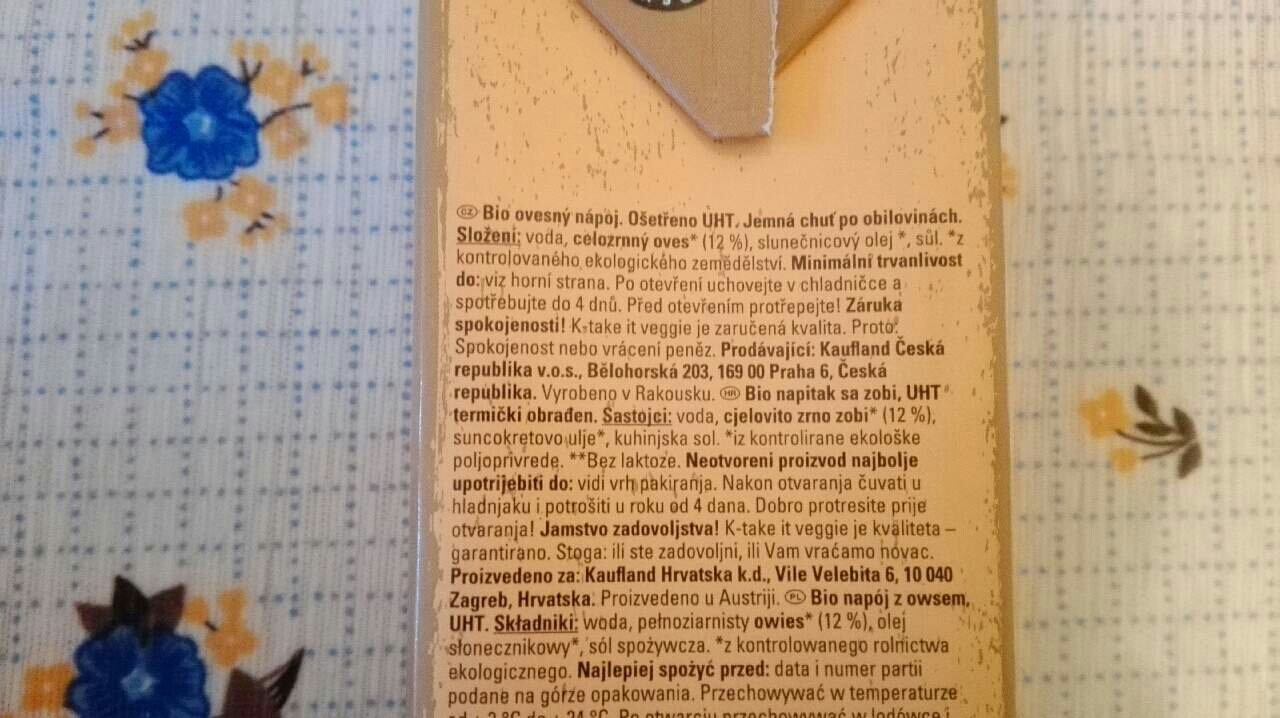 CZ Bio ovesný nápoj. Ošetřeno UHT. Jemná chuť po obilovinách.
Složení: voda, celozrnný oves* (12 %), slunečnicový olej *, sůl. *z
kontrolovaného ekologického zemědělství. Minimální trvanlivost
do: viz horní strana. Po otevření uchovejte v chladničce a
spotřebujte do 4 dnů. Před otevřením protřepejte! Záruka
spokojenosti! K-take it veggie je zaručená kvalita. Proto:
Spokojenost nebo vrácení peněz. Prodávající: Kaufland Česká
republika v.o.s., Bělohorská 203, 169 00 Praha 6, Česká
republika. Vyrobeno v Rakousku. HR Bio napitak sa zobi, UHT
termički obrađen. Sastojci: voda, cjelovito zrno zobi* (12 %),
suncokretovo ulje*, kuhinjska sol. *iz kontrolirane ekološke
poljoprivrede. **Bez laktoze. Neotvoreni proizvod najbolje
upotrijebiti do: vidi vrh pakiranja. Nakon otvaranja čuvati u
hladnjaku i potrošiti u roku od 4 dana. Dobro protresite prije
otvaranja! Jamstvo zadovoljstva! K-take it veggie je kvaliteta –
garantirano. Stoga: ili ste zadovoljni, ili Vam vraćamo novac.
Proizvedeno za: Kaufland Hrvatska k.d., Vile Velebita 6, 10 040
Zagreb, Hrvatska. Proizvedeno u Austriji. PL Bio napój z owsem,
UHT. Składniki: woda, pełnoziarnisty owies* (12 %), olej
słonecznikowy*, sól spożywcza. *z kontrolowanego rolnictwa
ekologicznego. Najlepiej spożyć przed: data i numer partii
podane na górze opakowania. Przechowywać w temperaturze
od + 2 °C do + 24 °C. Po otwarciu przechowywać w lodówce i